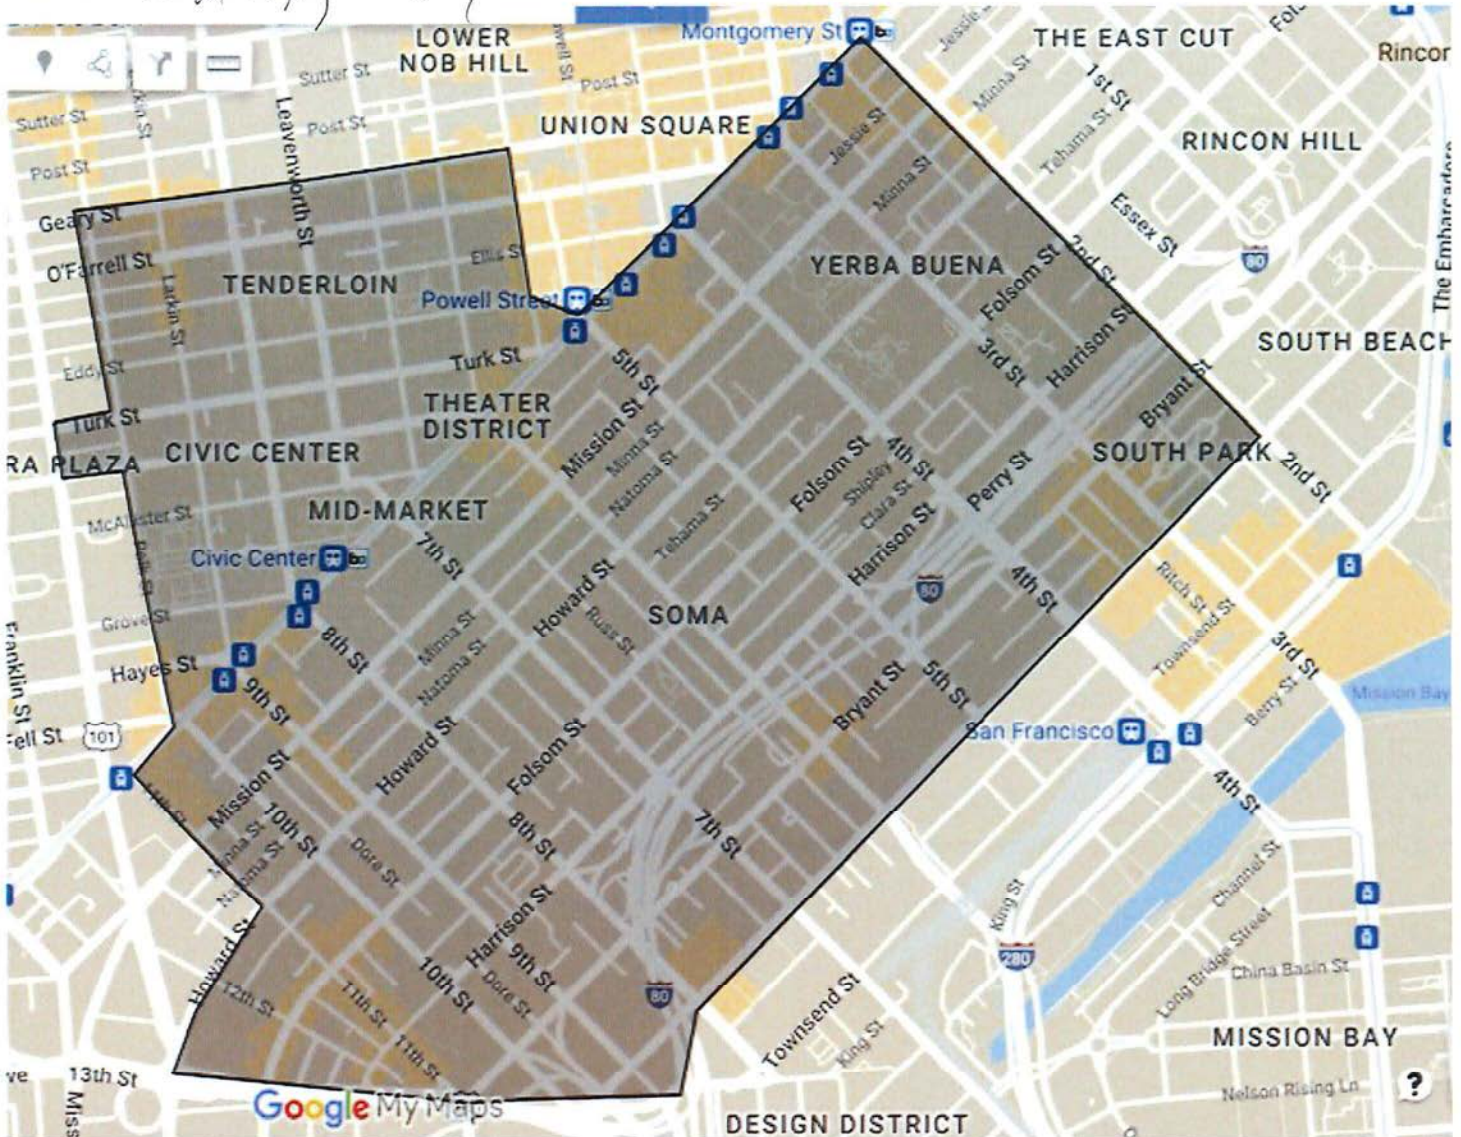 Montgomery St
LOWER
NOB HILL
THE EAST CUT
Rincor
Jessie
Sutter St
Post St
1st St
Minna St
Sutter St
Post St
Leavenworth St
UNION SQUARE
Tehama St
RINCON HILL
Jessie St
Post St
Minna St
Geary St
Essex St
The Embarcadero
O'Farrell St
Ellis St
YERBA BUENA
Folsom St
2nd St
80
TENDERLOIN
Larkin St
Powell Street
3rd St
Harrison St
SOUTH BEACH
Eddy St
Turk St
5th St
Bryant St
THEATER
DISTRICT
Turk St
Mission St
Minna St
Natoma St
Folsom St
4th St
Shipley
Clara St
Perry St
RA PLAZA
CIVIC CENTER
SOUTH PARK
2nd St
MID-MARKET
McAllister St
Tehama St
Harrison St
Civic Center
7th St
Howard St
80
4th St
Ritch St
Townsend St
Grove St
Russ St
SOMA
8th St
Minna St
Natoma St
3rd St
Franklin St
Hayes St
9th St
Bryant St
5th St
Berry St
Mission Bay
Fell St
101
San Francisco
Mission St
Howard St
Folsom St
4th St
10th St
Natoma St
Dore St
8th St
7th St
Channel St
King St
Howard St
Harrison St
9th St
Long Bridge Street
280
China Basin St
12th St
11th St
10th St
Dore St
80
Townsend St
King St
11th St
MISSION BAY
ve
13th St
Miss
Google My Maps
Nelson Rising Ln
?
DESIGN DISTRICT